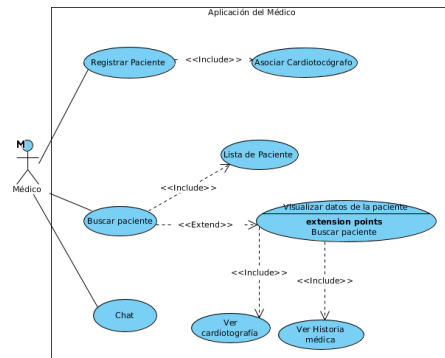 Aplicación del Médico
Registrar Paciente
<<Include>>
Asociar Cardiotocógrafo
M
Médico
Lista de Paciente
<<Include>>
Buscar paciente
<<Extend>>
Visualizar datos de la paciente
extension points
Buscar paciente
<<Include>>
<<Include>>
Chat
Ver
cardiotografía
Ver Historia
médica